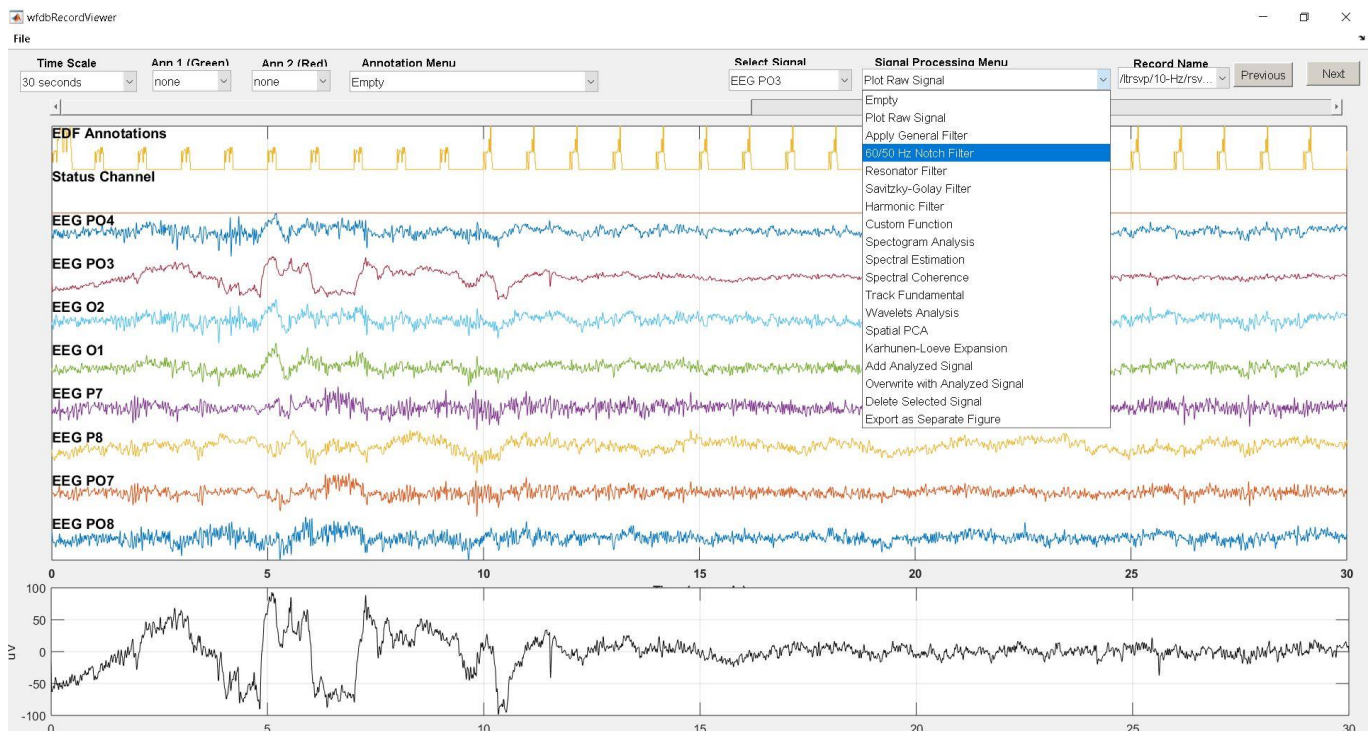 wfdbRecordViewer
File
Time Scale Ann 1 (Green) Ann 2 (Red) Annotation Menu Select Signal Signal Processing Menu Record Name
30 seconds none none Empty EEG PO3 Plot Raw Signal /ltrsvp/10-Hz/rsv... Previous Next
Empty
Plot Raw Signal
Apply General Filter
60/50 Hz Notch Filter
Resonator Filter
Savitzky-Golay Filter
Harmonic Filter
Custom Function
Spectogram Analysis
Spectral Estimation
Spectral Coherence
Track Fundamental
Wavelets Analysis
Spatial PCA
Karhunen-Loeve Expansion
Add Analyzed Signal
Overwrite with Analyzed Signal
Delete Selected Signal
Export as Separate Figure
EDF Annotations
Status Channel
EEG PO4
EEG PO3
EEG O2
EEG O1
EEG P7
EEG P8
EEG PO7
EEG PO8
0 5 10 15 20 25 30
100
50
0
-50
-100
uV
0 5 10 15 20 25 30